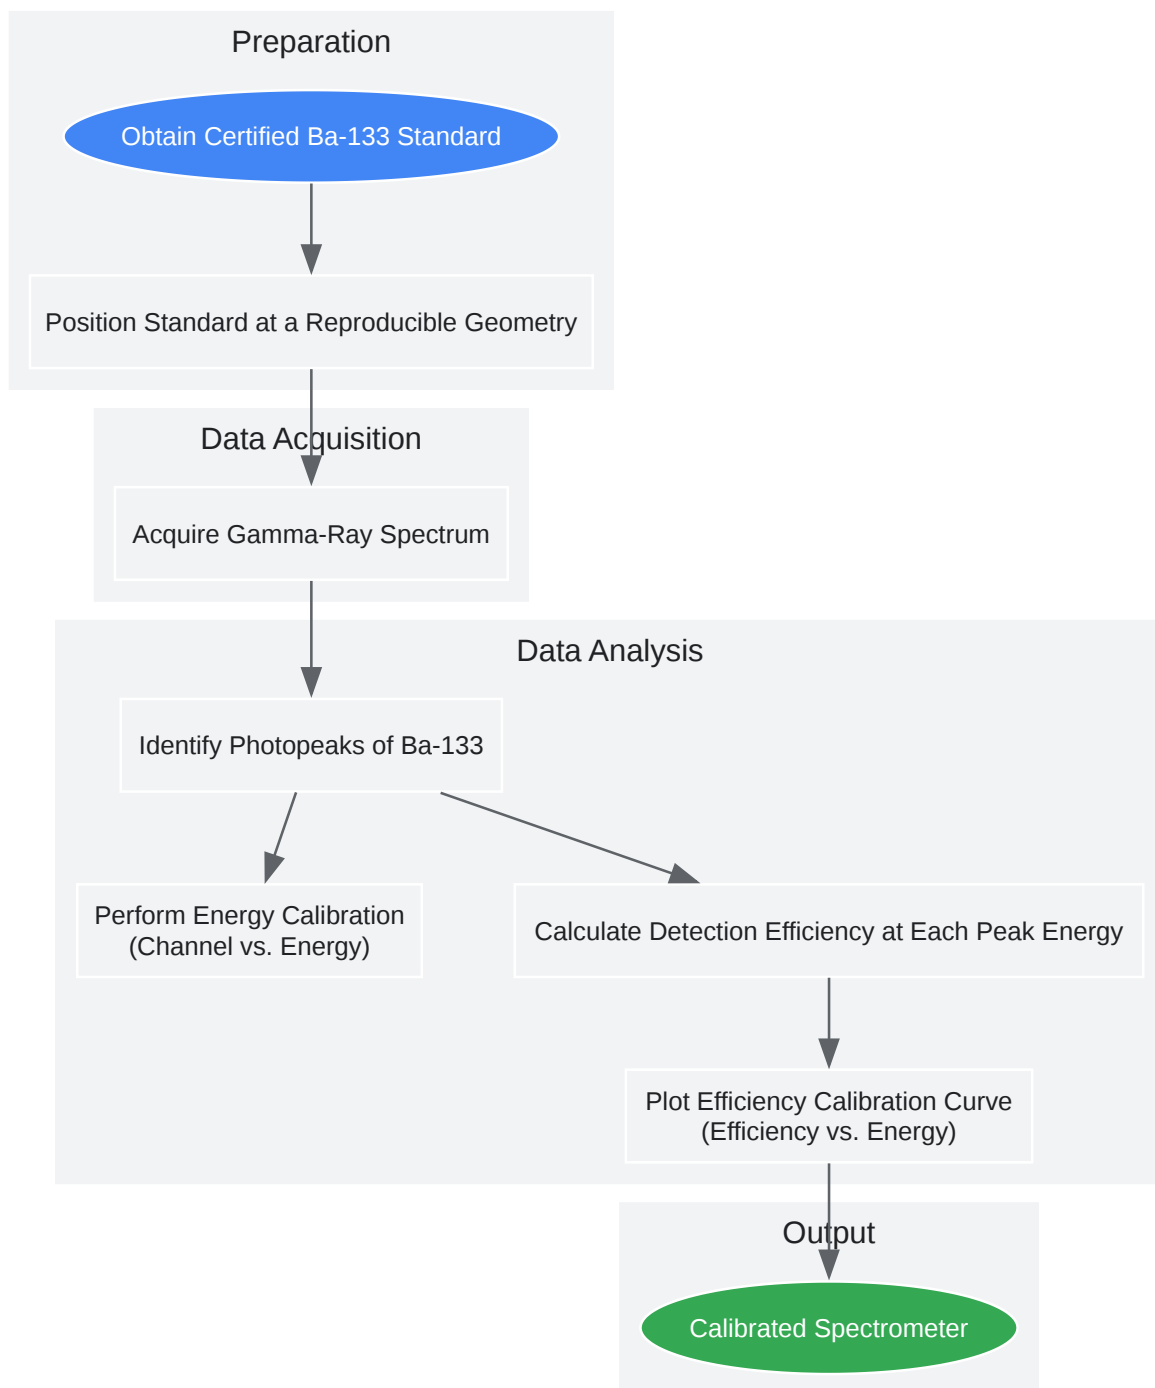 Preparation
Obtain Certified Ba-133 Standard
Position Standard at a Reproducible Geometry
Data Acquisition
Acquire Gamma-Ray Spectrum
Data Analysis
Identify Photopeaks of Ba-133
Perform Energy Calibration
(Channel vs. Energy)
Calculate Detection Efficiency at Each Peak Energy
Plot Efficiency Calibration Curve
(Efficiency vs. Energy)
Output
Calibrated Spectrometer